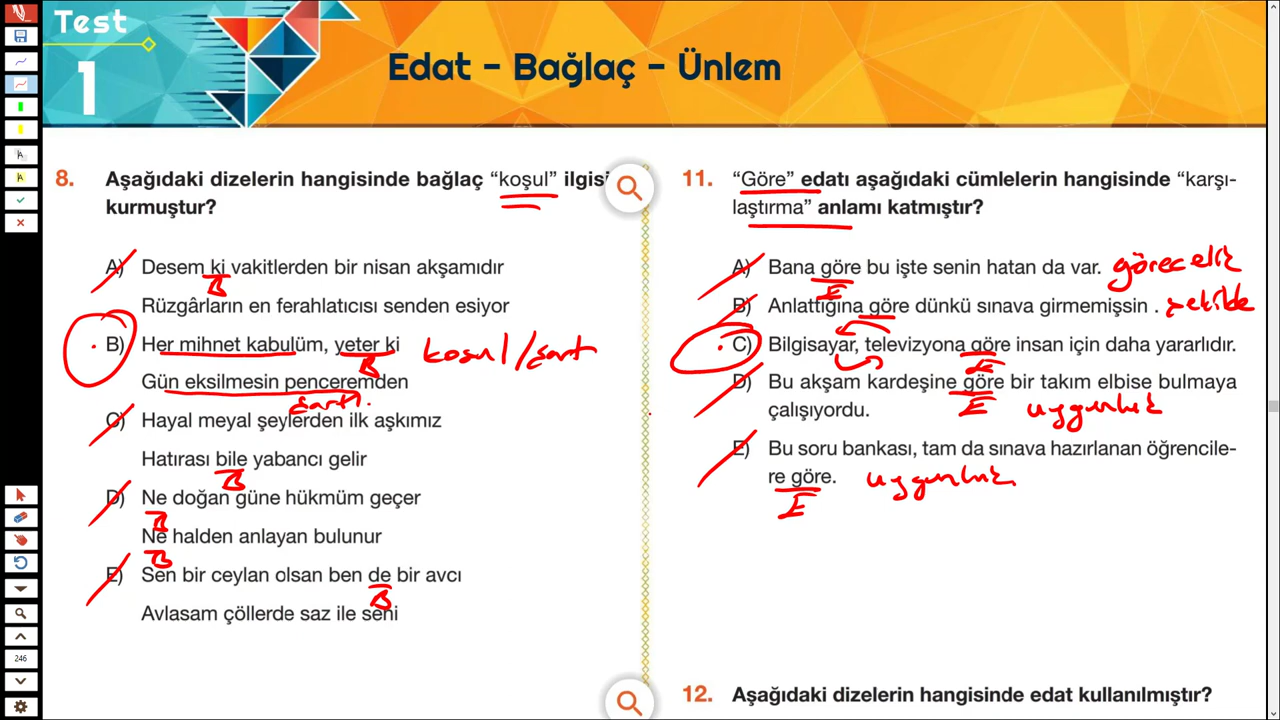 Test
1
Edat - Bağlaç - Ünlem
8. Aşağıdaki dizelerin hangisinde bağlaç “koşul” ilgisi
kurmuştur?
A) Desem ki vakitlerden bir nisan akşamıdır
B
Rüzgârların en ferahlatıcısı senden esiyor
B) Her mihnet kabulüm, yeter ki
B
koşul/şart
Gün eksilmesin penceremden
şart.
C) Hayal meyal şeylerden ilk aşkımız
Hatırası bile yabancı gelir
B
D) Ne doğan güne hükmüm geçer
B
Ne halden anlayan bulunur
B
E) Sen bir ceylan olsan ben de bir avcı
B
Avlasam çöllerde saz ile seni
11. “Göre” edatı aşağıdaki cümlelerin hangisinde “karşı-
laştırma” anlamı katmıştır?
A) Bana göre bu işte senin hatan da var. görecelik
E
B) Anlattığına göre dünkü sınava girmemişsin . şekilde
C) Bilgisayar, televizyona göre insan için daha yararlıdır.
E
D) Bu akşam kardeşine göre bir takım elbise bulmaya
E
uygunluk
çalışıyordu.
E) Bu soru bankası, tam da sınava hazırlanan öğrencile-
re göre. uygunluk
E
12. Aşağıdaki dizelerin hangisinde edat kullanılmıştır?
246